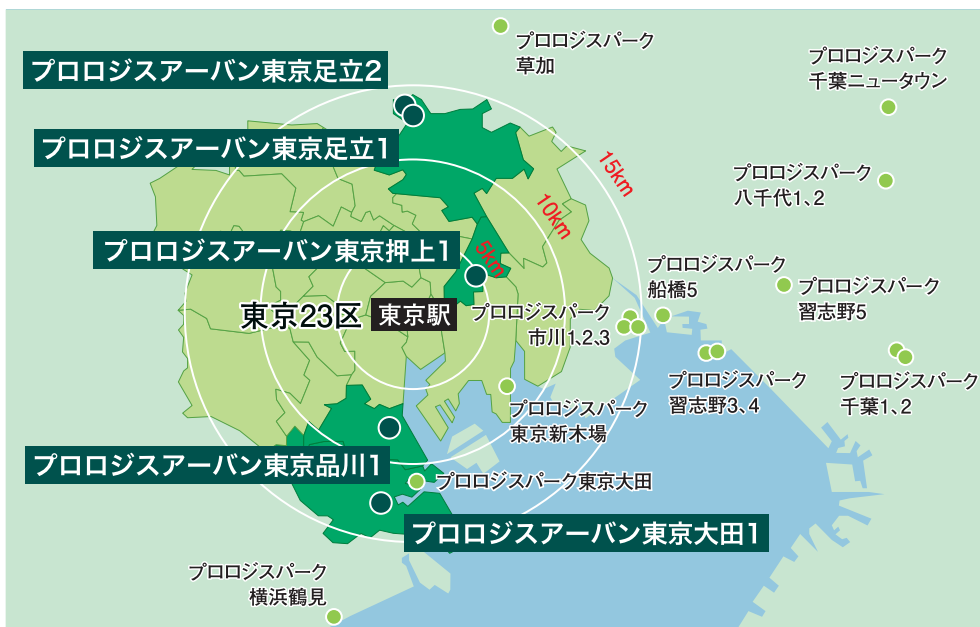 プロロジスパーク
草加
プロロジスアーバン東京足立2
プロロジスパーク
千葉ニュータウン
プロロジスアーバン東京足立1
15km
プロロジスパーク
八千代1、2
10km
プロロジスアーバン東京押上1
5km
プロロジスパーク
船橋5
プロロジスパーク
習志野5
東京23区
東京駅
プロロジスパーク
市川1、2、3
プロロジスパーク
習志野3、4
プロロジスパーク
千葉1、2
プロロジスパーク
東京新木場
プロロジスアーバン東京品川1
プロロジスパーク東京大田
プロロジスアーバン東京大田1
プロロジスパーク
横浜鶴見